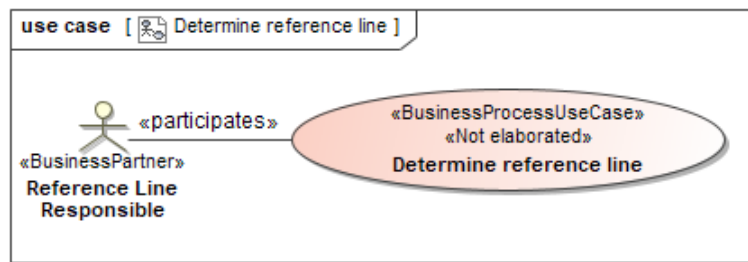 use case [ Determine reference line ]
«participates»
«BusinessPartner»
Reference Line
Responsible
«BusinessProcessUseCase»
«Not elaborated»
Determine reference line